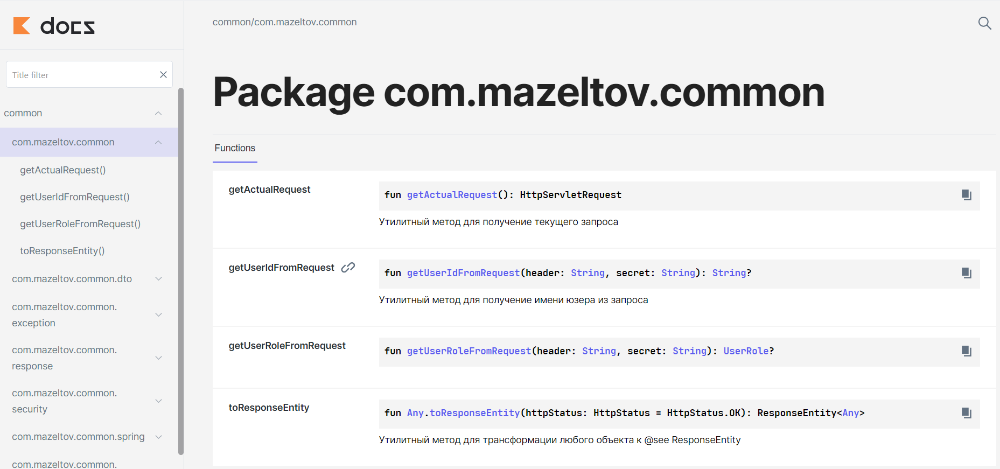 docs
Title filter
common
com.mazeltov.common
getActualRequest()
getUserIdFromRequest()
getUserRoleFromRequest()
toResponseEntity()
com.mazeltov.common.dto
com.mazeltov.common.
exception
com.mazeltov.common.
response
com.mazeltov.common.
security
com.mazeltov.common.spring
com.mazeltov.common.
common/com.mazeltov.common
Package com.mazeltov.common
Functions
getActualRequest
fun getActualRequest(): HttpServletRequest
Утилитный метод для получение текущего запроса
getUserIdFromRequest
fun getUserIdFromRequest(header: String, secret: String): String?
Утилитный метод для получение имени юзера из запроса
getUserRoleFromRequest
fun getUserRoleFromRequest(header: String, secret: String): UserRole?
toResponseEntity
fun Any.toResponseEntity(httpStatus: HttpStatus = HttpStatus.OK): ResponseEntity<Any>
Утилитный метод для трансформации любого объекта к @see ResponseEntity